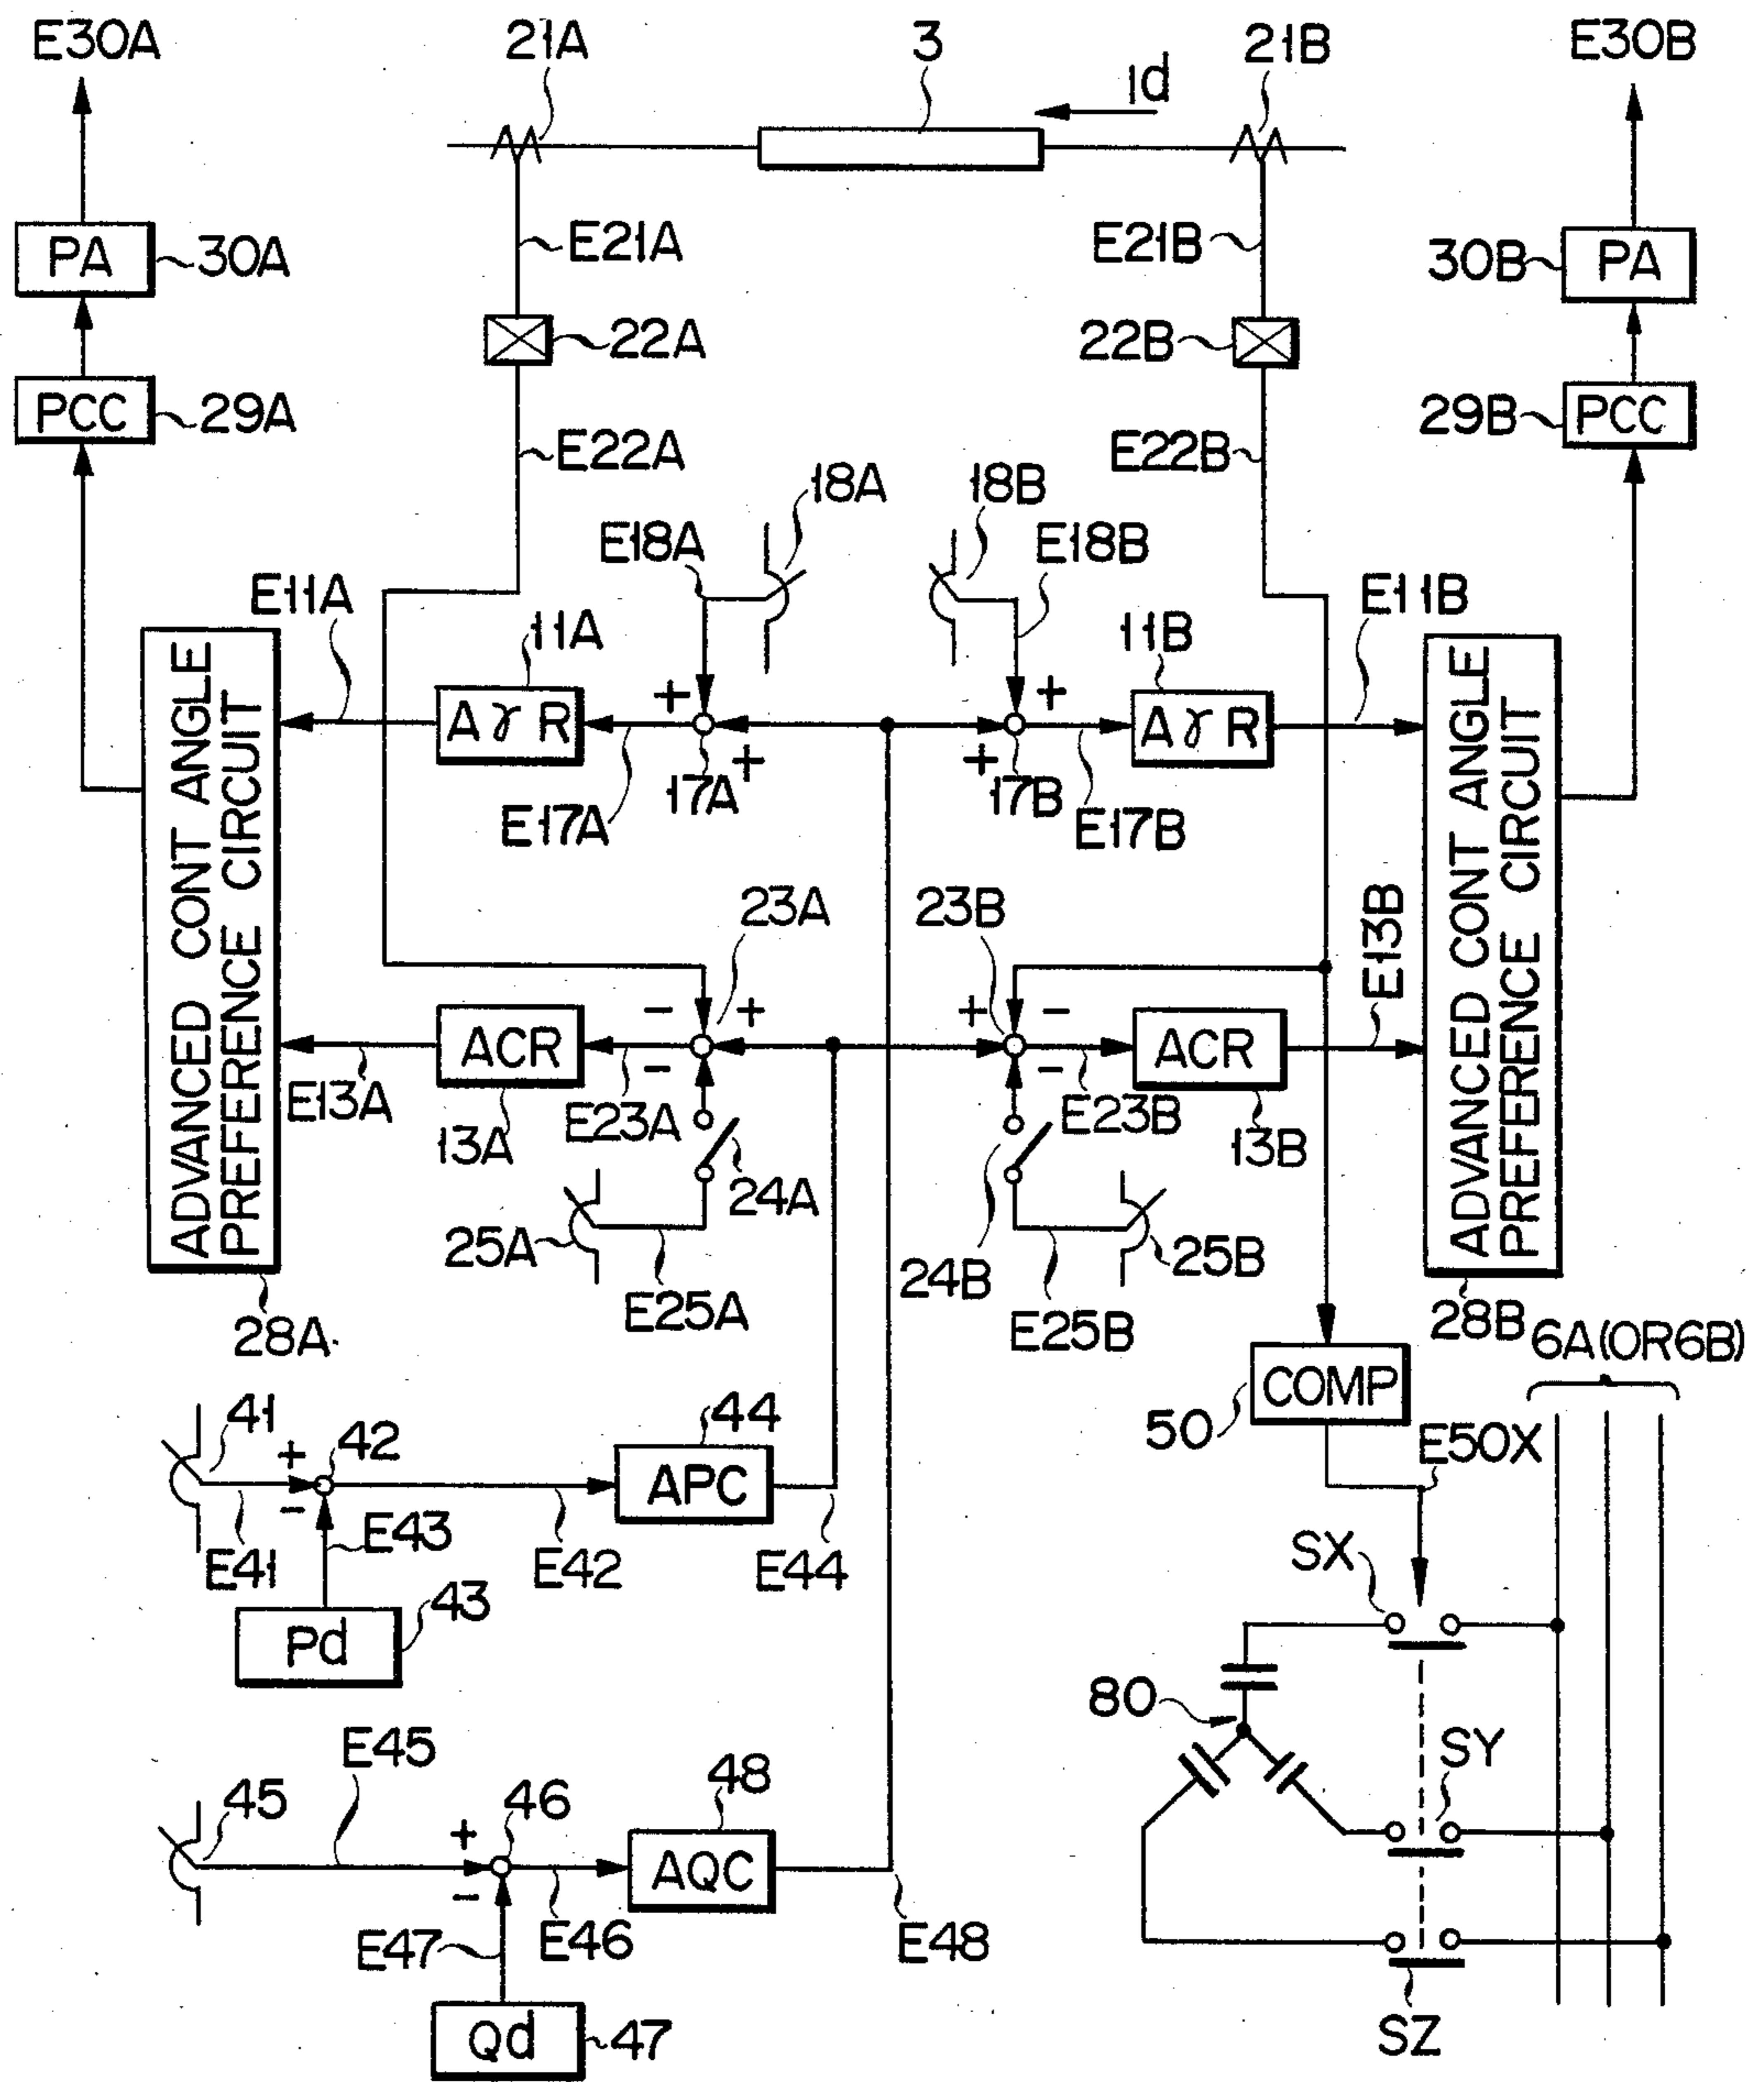 E30A
21A
3
Id
21B
E30B
PA
30A
E21A
E21B
30B
PA
22A
22B
PCC
29A
29B
PCC
E22A
E22B
18A
18B
E18A
E18B
E11A
11A
11B
E11B
ADVANCED CONT ANGLE
PREFERENCE CIRCUIT
AγR
+
+
AγR
ADVANCED CONT ANGLE
PREFERENCE CIRCUIT
+
+
17A
17B
E17A
E17B
23A
23B
E13B
-
+
+
-
ACR
ACR
-
-
E13A
E23A
E23B
13A
13B
24A
25A
24B
25B
E25A
E25B
28A
28B
6A(OR6B)
COMP
50
41
44
E50X
+
42
APC
-
E43
E41
E42
E44
SX
Pd
43
80
E45
48
SY
45
46
+
AQC
-
E47
E46
E48
Qd
47
SZ